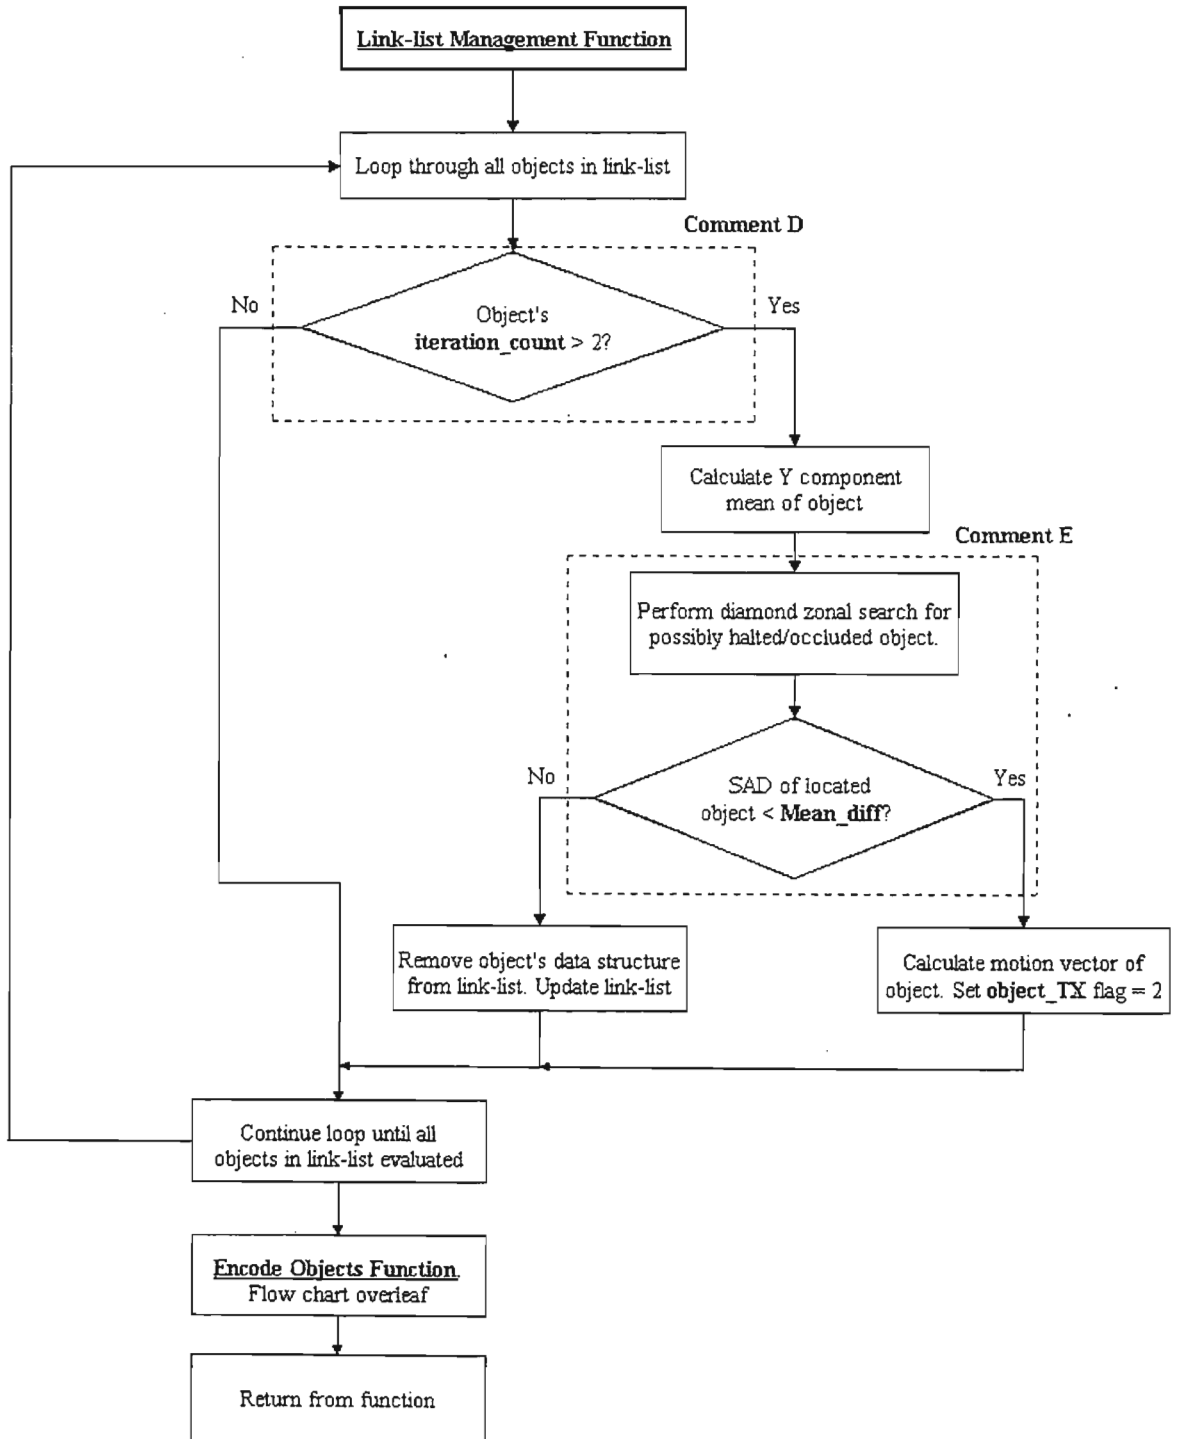 Link-list Management Function
Loop through all objects in link-list
Comment D
No
Yes
Object's
iteration_count > 2?
Calculate Y component
mean of object
Comment E
Perform diamond zonal search for
possibly halted/occluded object.
No
Yes
SAD of located
object < Mean_diff?
Remove object's data structure
from link-list. Update link-list
Calculate motion vector of
object. Set object_TX flag = 2
Continue loop until all
objects in link-list evaluated
Encode Objects Function.
Flow chart overleaf
Return from function